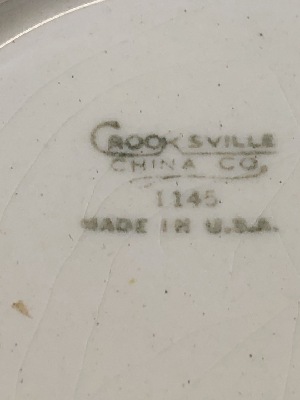 CROOKSVILLE
CHINA CO.
1145
MADE IN U.S.A.